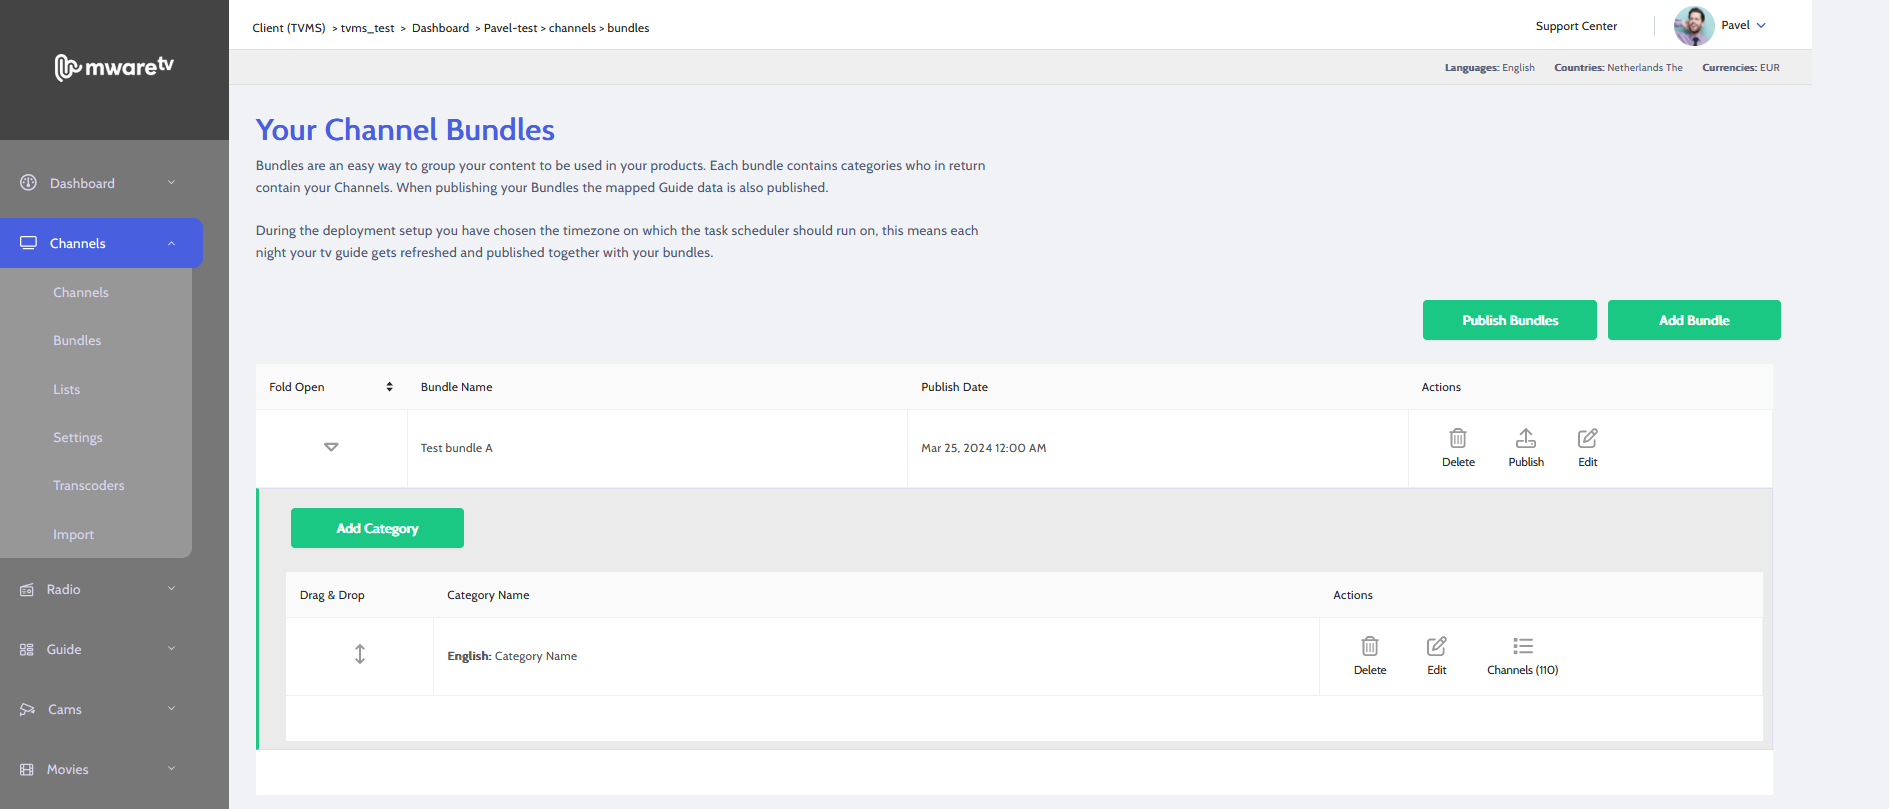 mwaretv
Client (TVMS) > tvms_test > Dashboard > Pavel-test > channels > bundles
Support Center
Pavel
Languages: English Countries: Netherlands The Currencies: EUR
Dashboard
Channels
Channels
Bundles
Lists
Settings
Transcoders
Import
Radio
Guide
Cams
Movies
Your Channel Bundles
Bundles are an easy way to group your content to be used in your products. Each bundle contains categories who in return
contain your Channels. When publishing your Bundles the mapped Guide data is also published.
During the deployment setup you have chosen the timezone on which the task scheduler should run on, this means each
night your tv guide gets refreshed and published together with your bundles.
Publish Bundles Add Bundle
Fold Open Bundle Name Publish Date Actions
Test bundle A Mar 25, 2024 12:00 AM
Delete Publish Edit
Add Category
Drag & Drop Category Name Actions
English: Category Name
Delete Edit Channels (110)